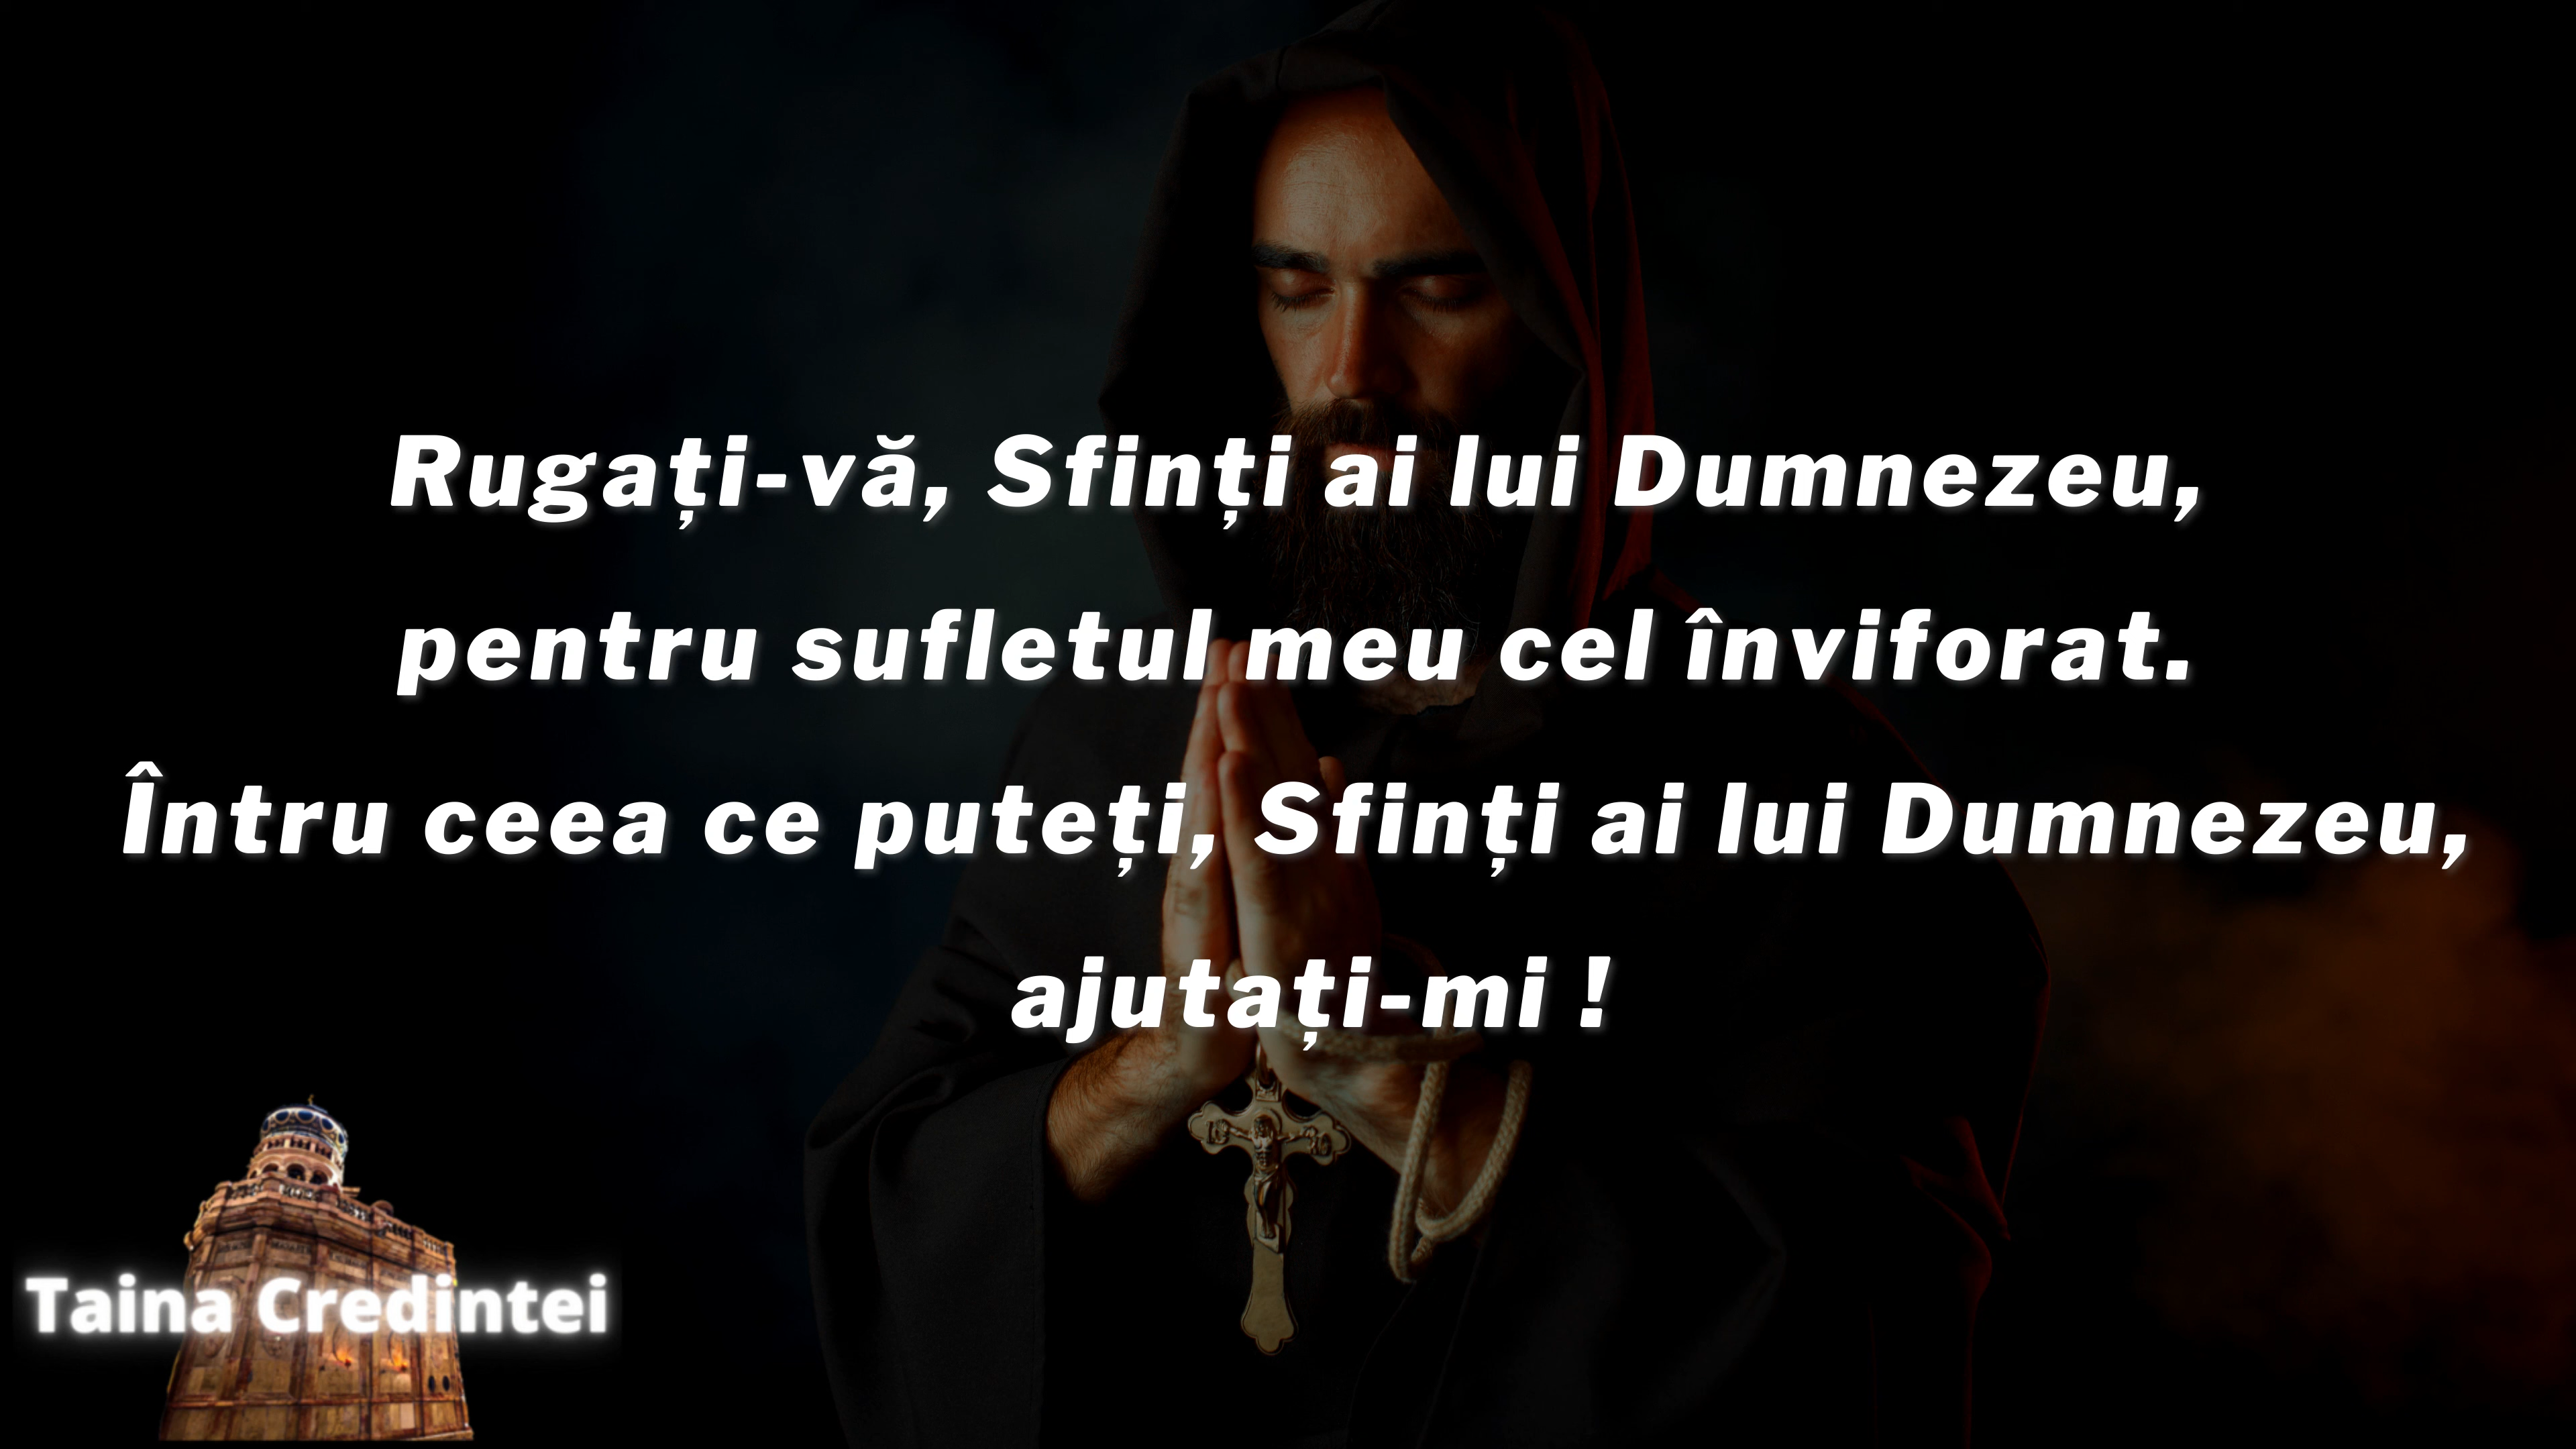 Rugați-vă, Sfinți ai lui Dumnezeu,
pentru sufletul meu cel înviforat.
Întru ceea ce puteți, Sfinți ai lui Dumnezeu,
ajutați-mi !
Taina Credintei